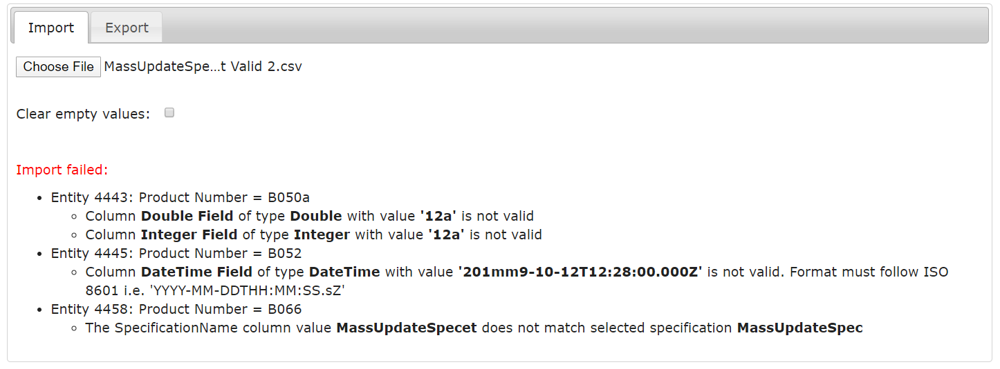 Import Export
Choose File MassUpdateSpe...t Valid 2.csv
Clear empty values:
Import failed:
• Entity 4443: Product Number = B050a
◦ Column Double Field of type Double with value '12a' is not valid
◦ Column Integer Field of type Integer with value '12a' is not valid
• Entity 4445: Product Number = B052
◦ Column DateTime Field of type DateTime with value '201mm9-10-12T12:28:00.000Z' is not valid. Format must follow ISO
8601 i.e. 'YYYY-MM-DDTHH:MM:SS.sZ'
• Entity 4458: Product Number = B066
◦ The SpecificationName column value MassUpdateSpecet does not match selected specification MassUpdateSpec